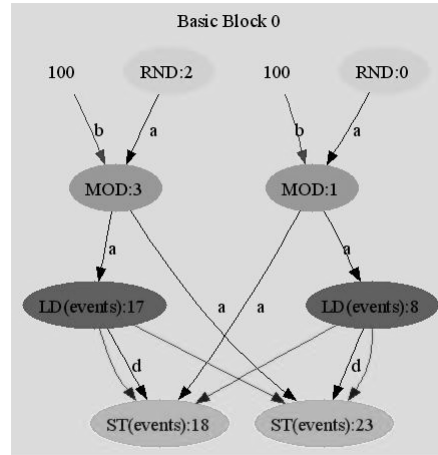 Basic Block 0
100 RND:2 100 RND:0
b a b a
MOD:3 MOD:1
a a
LD(events):17 a a LD(events):8
d d
ST(events):18 ST(events):23